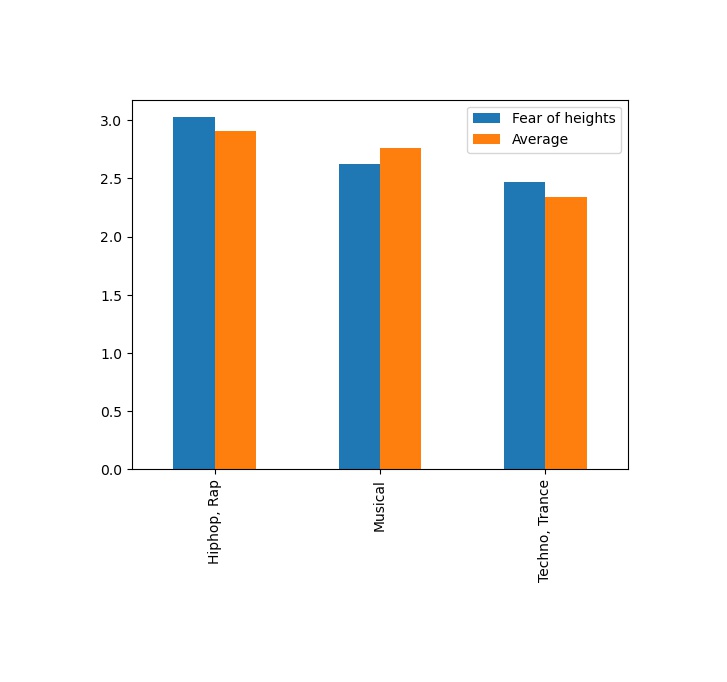 Fear of heights
Average
3.0
2.5
2.0
1.5
1.0
0.5
0.0
Hiphop, Rap
Musical
Techno, Trance